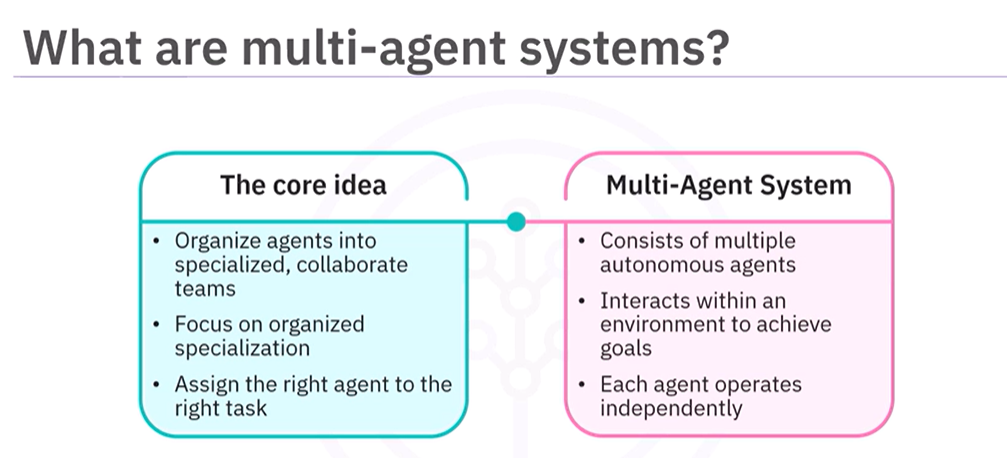 What are multi-agent systems?
The core idea
• Organize agents into
specialized, collaborate
teams
• Focus on organized
specialization
• Assign the right agent to the
right task
Multi-Agent System
• Consists of multiple
autonomous agents
• Interacts within an
environment to achieve
goals
• Each agent operates
independently